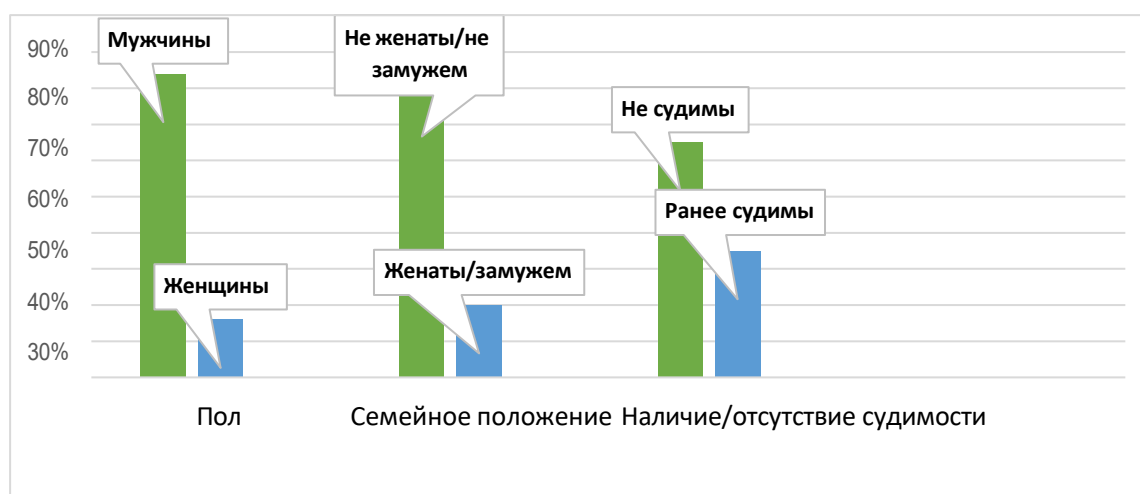 90%
80%
70%
60%
50%
40%
30%
Мужчины
Женщины
Не женаты/не
замужем
Женаты/замужем
Не судимы
Ранее судимы
Пол
Семейное положение
Наличие/отсутствие судимости